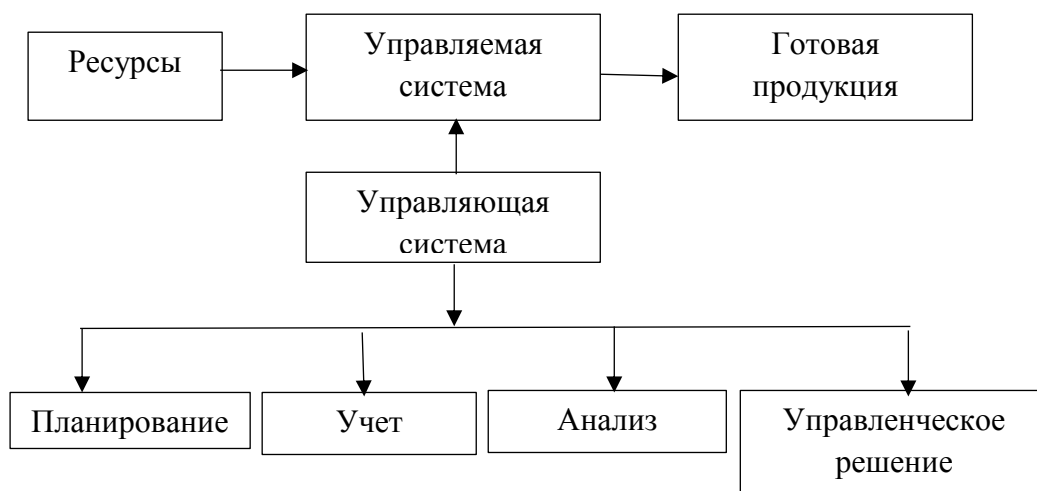 Ресурсы
Управляемая
система
Готовая
продукция
Управляющая
система
Планирование
Учет
Анализ
Управленческое
решение